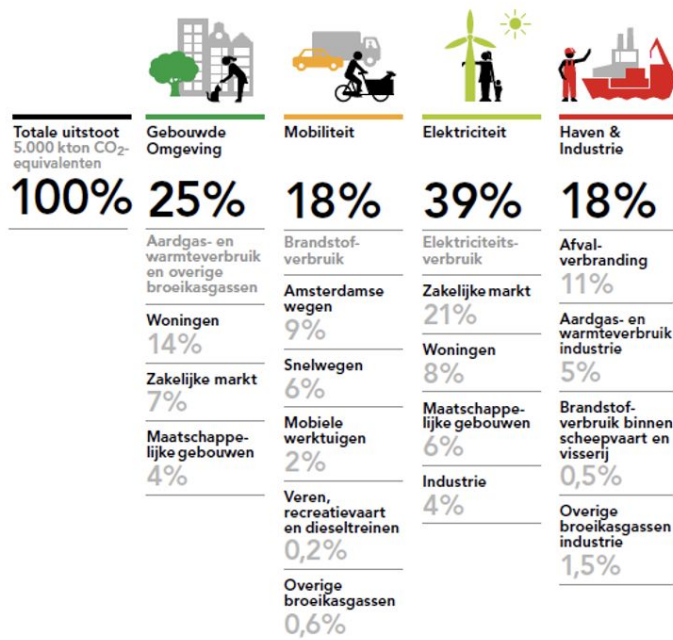 Totale uitstoot
5.000 kton CO₂-
equivalenten
100%
Gebouwde
Omgeving
25%
Aardgas- en
warmteverbruik
en overige
broeikasgassen
Woningen
14%
Zakelijke markt
7%
Maatschappe-
lijke gebouwen
4%
Mobiliteit
18%
Brandstof-
verbruik
Amsterdamse
wegen
9%
Snelwegen
6%
Mobiele
werktuigen
2%
Veren,
recreatievaart
en dieseltreinen
0,2%
Overige
broeikasgassen
0,6%
Elektriciteit
39%
Elektriciteits-
verbruik
Zakelijke markt
21%
Woningen
8%
Maatschappe-
lijke gebouwen
6%
Industrie
4%
Haven &
Industrie
18%
Afval-
verbranding
11%
Aardgas- en
warmteverbruik
industrie
5%
Brandstof-
verbruik binnen
scheepvaart en
visserij
0,5%
Overige
broeikasgassen
industrie
1,5%